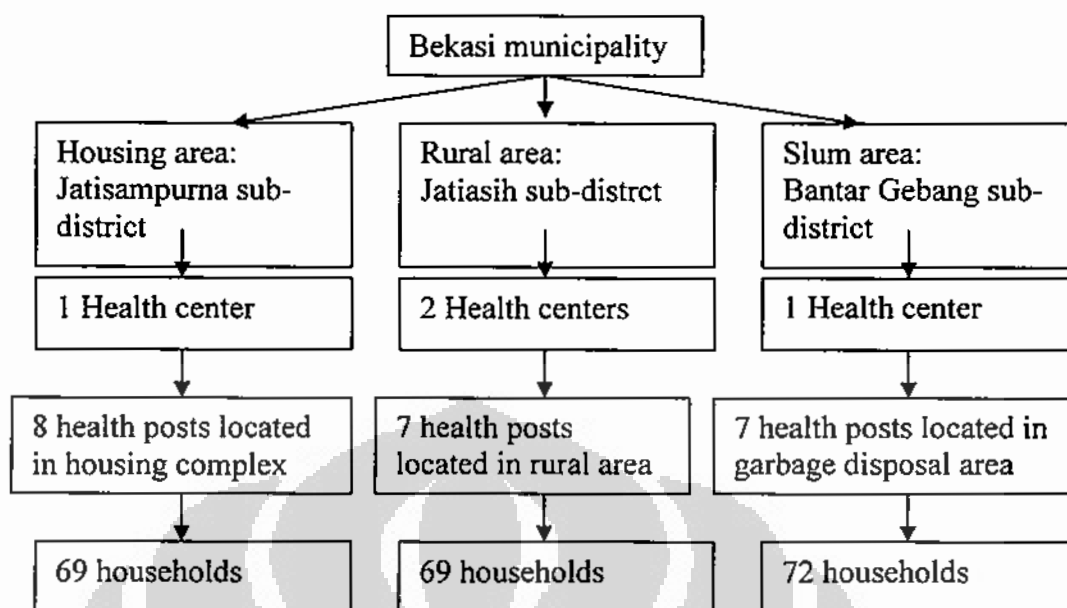 Bekasi municipality
Housing area:
Jatisampurna sub-
district
Rural area:
Jatiasih sub-distrct
Slum area:
Bantar Gebang sub-
district
1 Health center
2 Health centers
1 Health center
8 health posts located
in housing complex
7 health posts
located in rural area
7 health posts located in
garbage disposal area
69 households
69 households
72 households